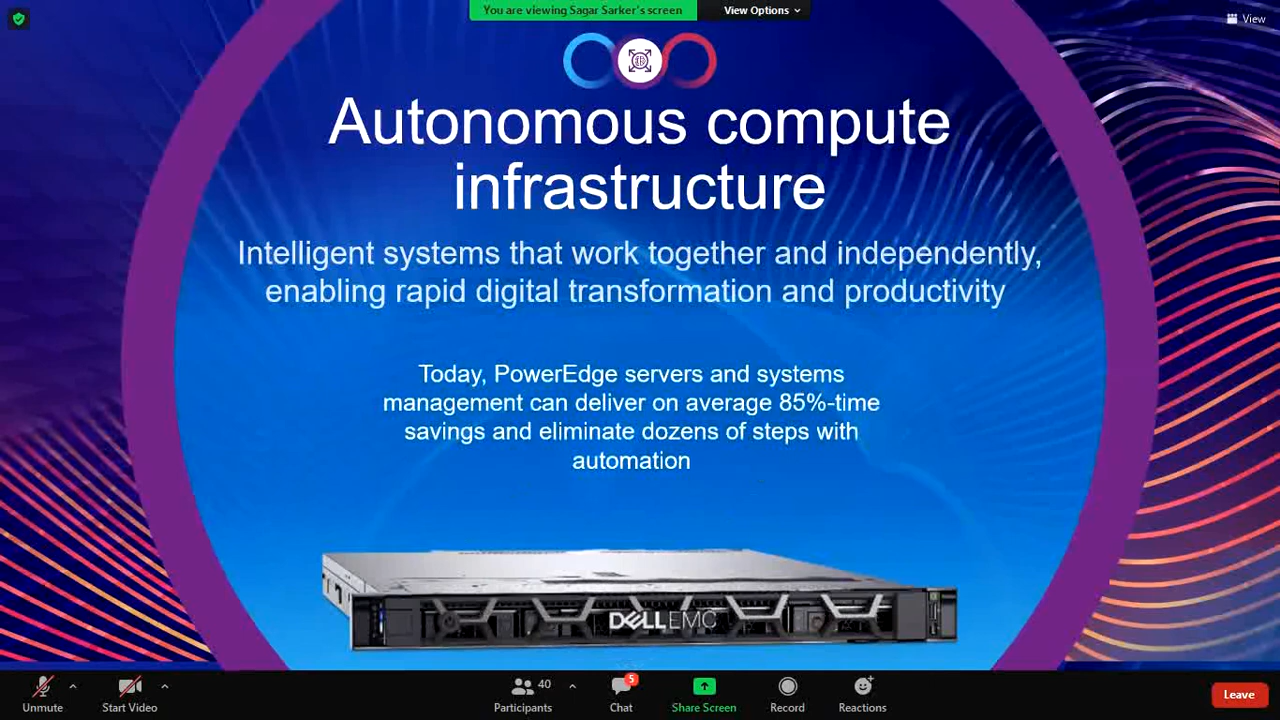 You are viewing Sagar Sarker's screen
View Options
View
Autonomous compute
infrastructure
Intelligent systems that work together and independently,
enabling rapid digital transformation and productivity
Today, PowerEdge servers and systems
management can deliver on average 85%-time
savings and eliminate dozens of steps with
automation
DELLEMC
40
5
Unmute
Start Video
Participants
Chat
Share Screen
Record
Reactions
Leave